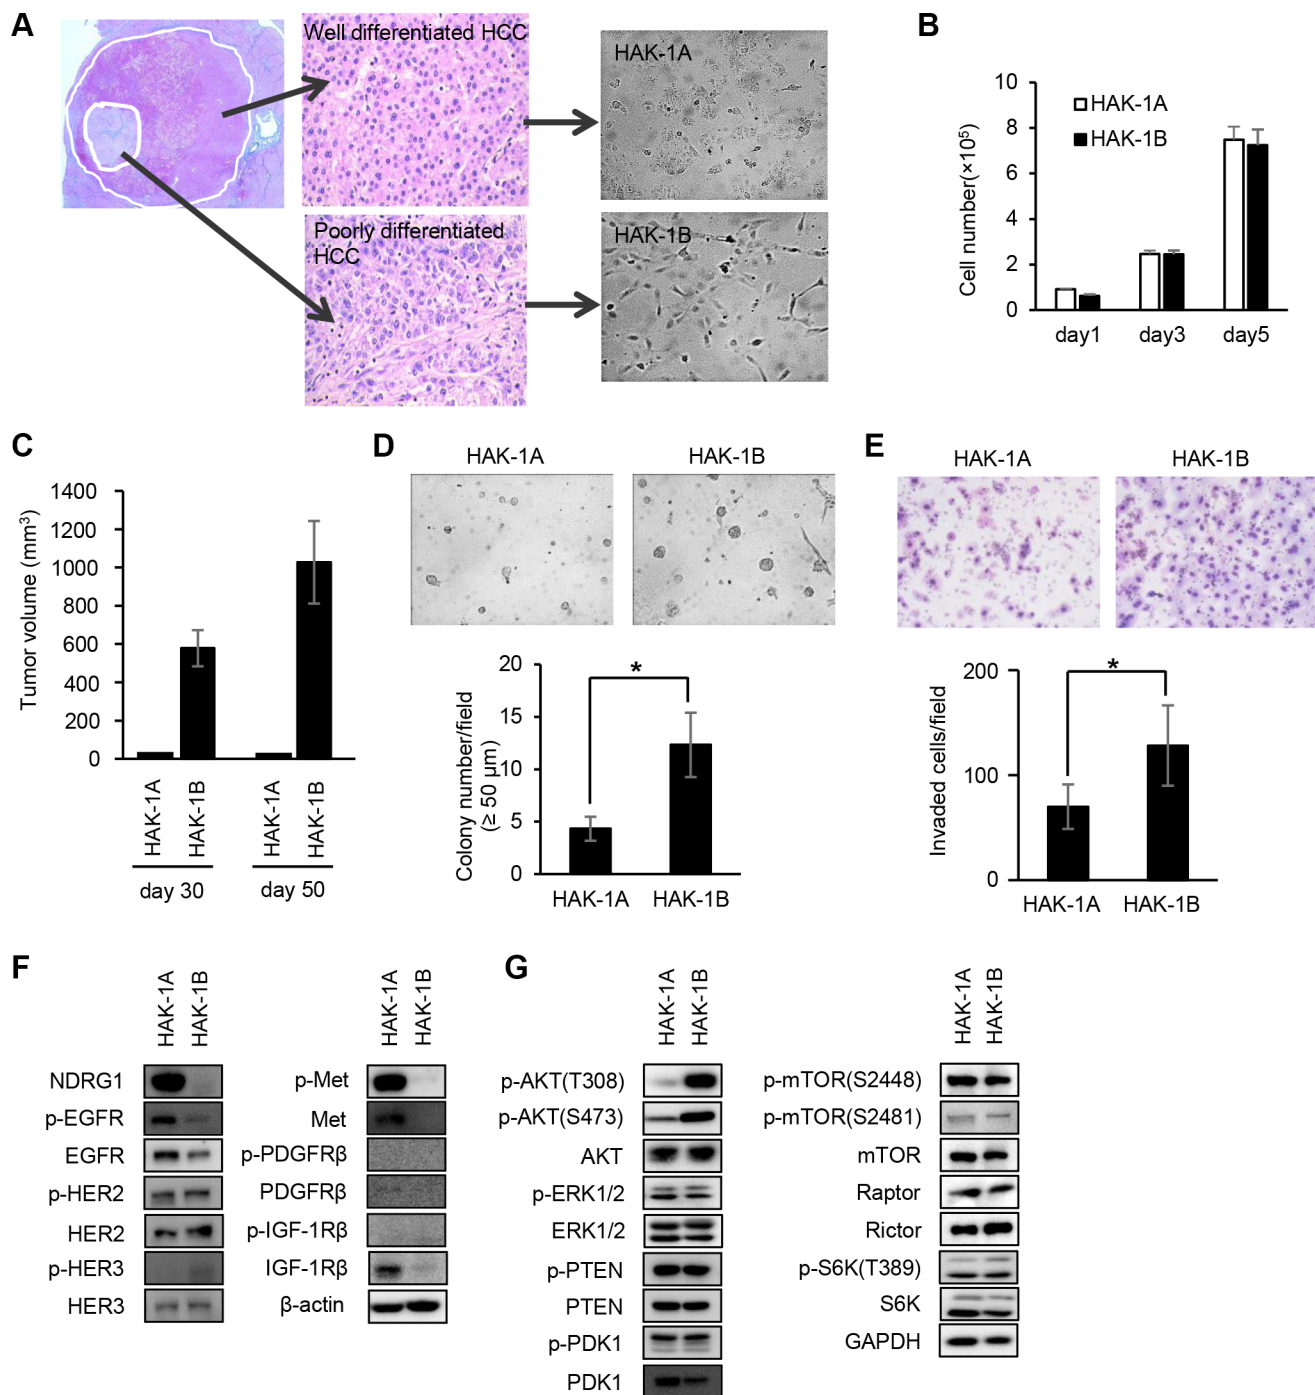 A
Well differentiated HCC
Poorly differentiated
HCC
HAK-1A
HAK-1B
B
Cell number(×10⁵)
10
8
6
4
2
0
HAK-1A
HAK-1B
day1
day3
day5
C
Tumor volume (mm³)
1400
1200
1000
800
600
400
200
0
HAK-1A
HAK-1B
HAK-1A
HAK-1B
day 30
day 50
D
HAK-1A
HAK-1B
Colony number/field
(≥ 50 μm)
20
15
10
5
0
*
HAK-1A
HAK-1B
E
HAK-1A
HAK-1B
Invaded cells/field
200
100
0
*
HAK-1A
HAK-1B
F
HAK-1A
HAK-1B
NDRG1
p-EGFR
EGFR
p-HER2
HER2
p-HER3
HER3
HAK-1A
HAK-1B
p-Met
Met
p-PDGFRβ
PDGFRβ
p-IGF-1Rβ
IGF-1Rβ
β-actin
G
HAK-1A
HAK-1B
p-AKT(T308)
p-AKT(S473)
AKT
p-ERK1/2
ERK1/2
p-PTEN
PTEN
p-PDK1
PDK1
HAK-1A
HAK-1B
p-mTOR(S2448)
p-mTOR(S2481)
mTOR
Raptor
Rictor
p-S6K(T389)
S6K
GAPDH